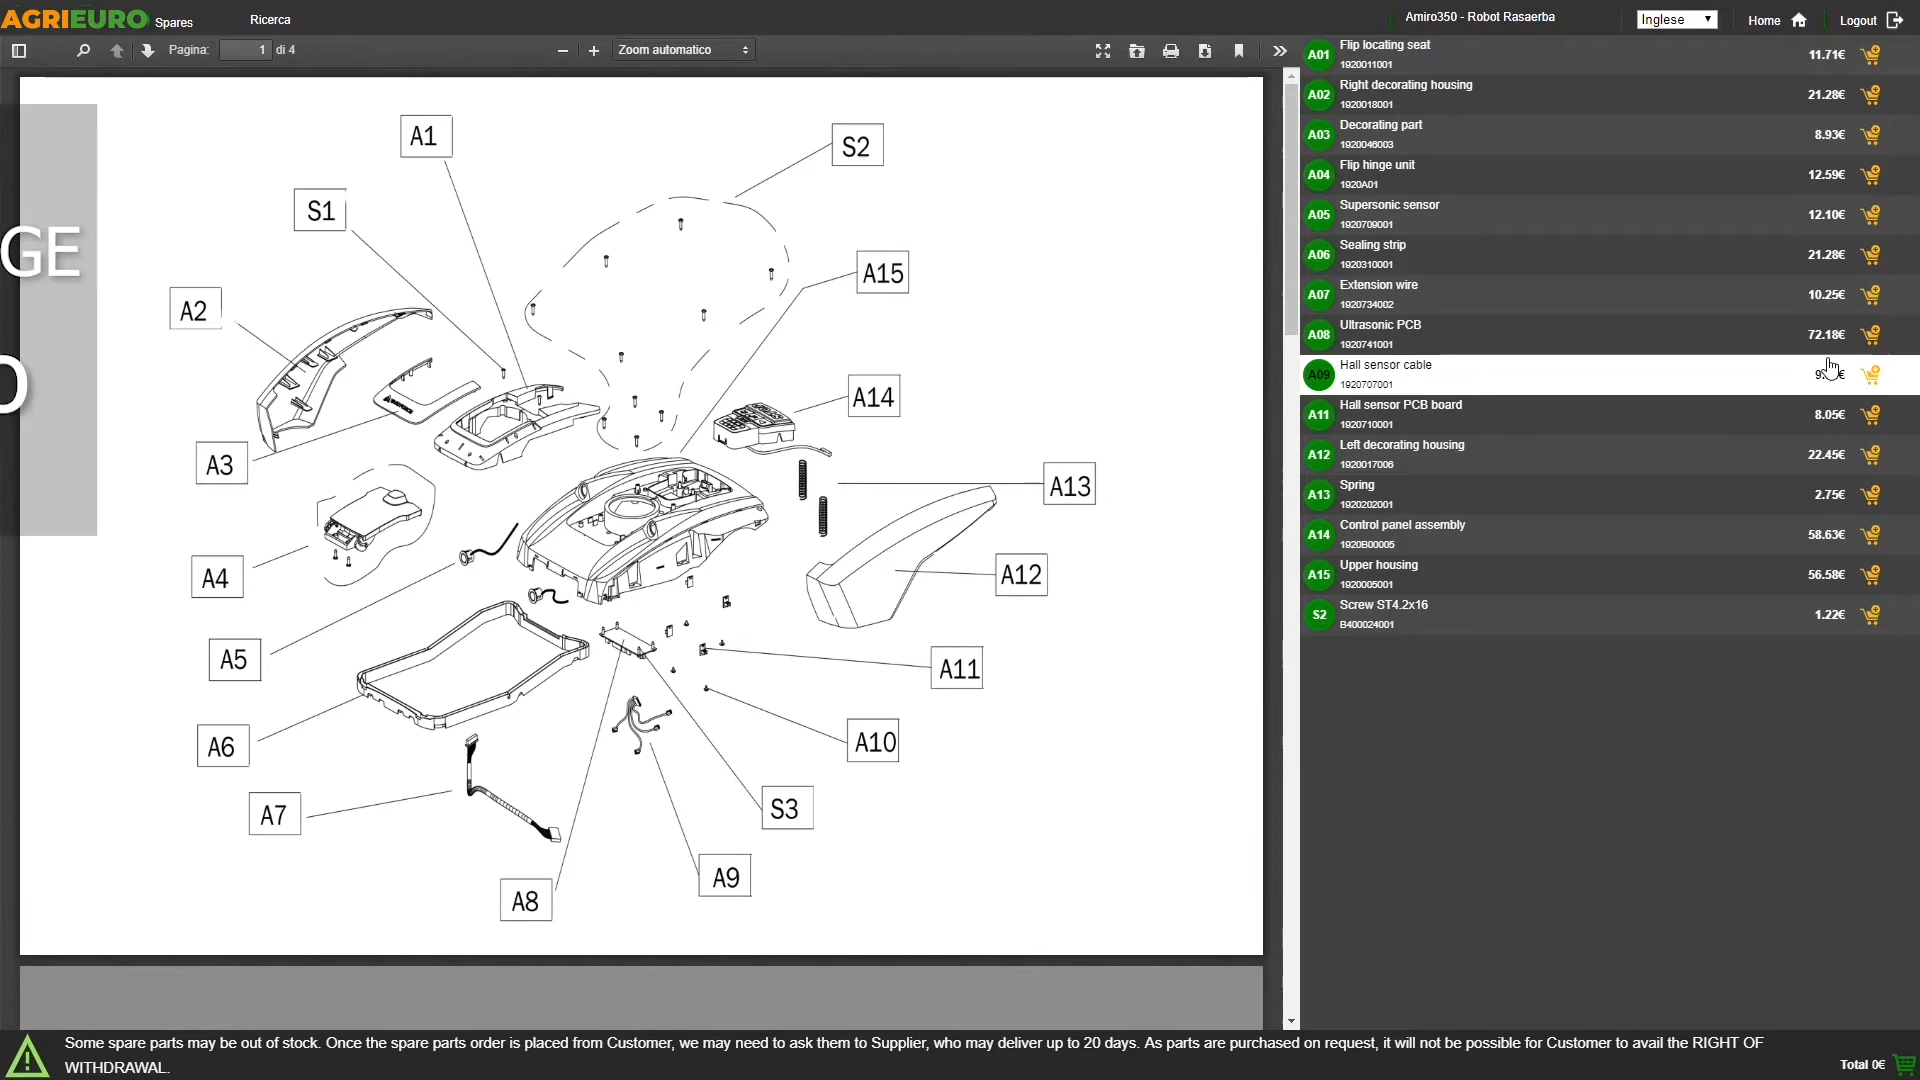 AGRIEURO Spares
Ricerca
Amiro350 - Robot Rasaerba
Inglese
Home
Logout
Pagina: 1 di 4
Zoom automatico
GE
O
A1
S2
S1
A15
A2
A14
A3
A13
A4
A12
A5
A11
A6
A10
A7
S3
A9
A8
A01 Flip locating seat 11.71€
1920011001
A02 Right decorating housing 21.28€
1920018001
A03 Decorating part 8.93€
1920046003
A04 Flip hinge unit 12.59€
1920A01
A05 Supersonic sensor 12.10€
1920709001
A06 Sealing strip 21.28€
1920310001
A07 Extension wire 10.25€
1920734002
A08 Ultrasonic PCB 72.18€
1920741001
A09 Hall sensor cable
1920707001
A11 Hall sensor PCB board 8.05€
1920710001
A12 Left decorating housing 22.45€
1920017006
A13 Spring 2.75€
1920202001
A14 Control panel assembly 58.63€
1920B00005
A15 Upper housing 56.58€
1920005001
S2 Screw ST4.2x16 1.22€
B400024001
Some spare parts may be out of stock. Once the spare parts order is placed from Customer, we may need to ask them to Supplier, who may deliver up to 20 days. As parts are purchased on request, it will not be possible for Customer to avail the RIGHT OF
WITHDRAWAL.
Total 0€